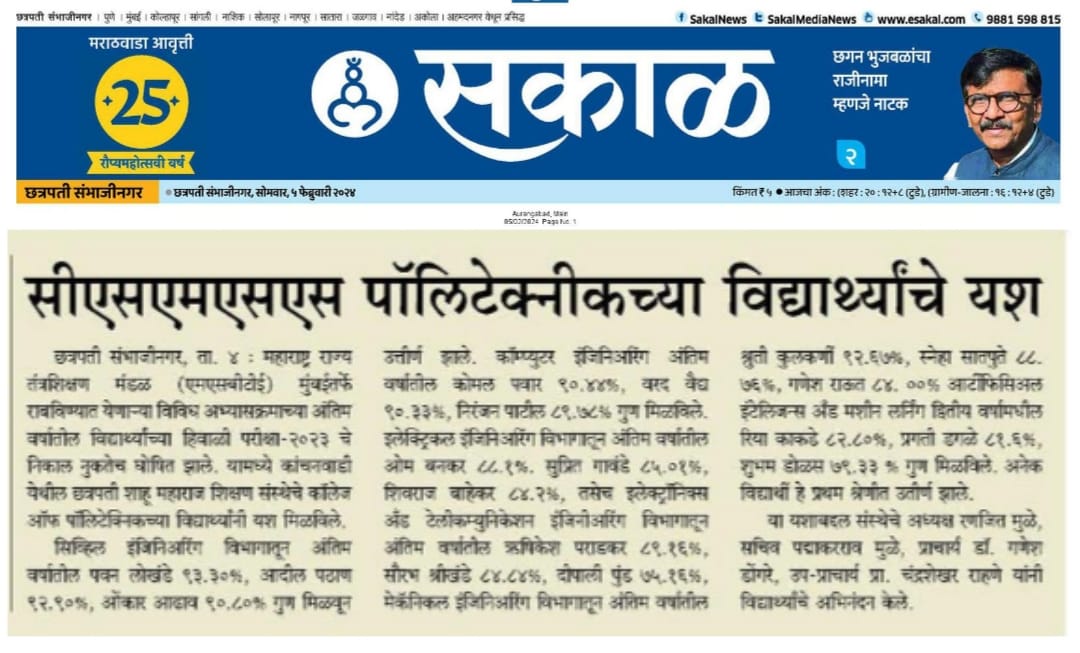 छत्रपती संभाजीनगर । पुणे । मुंबई । कोल्हापूर । सांगली । नाशिक । सोलापूर । नागपूर । सातारा । जळगाव । नांदेड । अकोला । अहमदनगर येथून प्रसिद्ध
SakalNews SakalMediaNews www.esakal.com 9881 598 815
मराठवाडा आवृत्ती
25
रौप्यमहोत्सवी वर्ष
सकाळ
छगन भुजबळांचा
राजीनामा
म्हणजे नाटक
२
छत्रपती संभाजीनगर
छत्रपती संभाजीनगर, सोमवार, ५ फेब्रुवारी २०२४
किंमत ₹ ५ ● आजचा अंक : (शहर : २० : १२+८ (टुडे), (ग्रामीण-जालना : १६ : १२+४ (टुडे)
Aurangabad, Main
05/02/2024 Page No. 1
सीएसएमएसएस पॉलिटेक्नीकच्या विद्यार्थ्यांचे यश
छत्रपती संभाजीनगर, ता. ४ : महाराष्ट्र राज्य
तंत्रशिक्षण मंडळ (एमएसबीटीई) मुंबईतर्फे
राबविण्यात येणाऱ्या विविध अभ्यासक्रमाच्या अंतिम
वर्षातील विद्यार्थ्यांच्या हिवाळी परीक्षा-२०२३ चे
निकाल नुकतेच घोषित झाले. यामध्ये कांचनवाडी
येथील छत्रपती शाहू महाराज शिक्षण संस्थेचे कॉलेज
ऑफ पॉलिटेक्निकच्या विद्यार्थ्यांनी यश मिळविले.
सिव्हिल इंजिनिअरिंग विभागातून अंतिम
वर्षातील पवन लोखंडे ९३.३०%, आदील पठाण
९२.९०%, ओंकार आढाव ९०.८०% गुण मिळवून
उत्तीर्ण झाले. कॉम्प्युटर इंजिनिअरिंग अंतिम
वर्षातील कोमल पवार ९०.४४%, वरद वैद्य
९०.३३%, निरंजन पाटील ८९.७८% गुण मिळविले.
इलेक्ट्रिकल इंजिनिअरिंग विभागातून अंतिम वर्षातील
ओम बनकर ८८.१%. सुप्रित गावंडे ८५.०१%,
शिवराज बाहेकर ८४.२%, तसेच इलेक्ट्रॉनिक्स
अँड टेलीकम्युनिकेशन इंजिनीअरिंग विभागातून
अंतिम वर्षातील ऋषिकेश पराडकर ८९.१६%,
सौरभ श्रीखंडे ८४.८४%, दीपाली पुंड ७५.१६%,
मेकॅनिकल इंजिनिअरिंग विभागातून अंतिम वर्षातील
श्रुती कुलकर्णी ९२.६७%, स्नेहा सातपुते ८८.
७६%, गणेश राऊत ८४. ००% आर्टिफिसिअल
इंटेलिजन्स अँड मशीन लर्निंग द्वितीय वर्षामधील
रिया काकडे ८२.८०%, प्रगती ढगळे ८१.६%,
शुभम डोळस ७९.३३ % गुण मिळविले. अनेक
विद्यार्थी हे प्रथम श्रेणीत उतीर्ण झाले.
या यशाबद्दल संस्थेचे अध्यक्ष रणजित मुळे,
सचिव पद्माकरराव मुळे, प्राचार्य डॉ. गणेश
डोंगरे, उप-प्राचार्य प्रा. चंद्रशेखर राहणे यांनी
विद्यार्थ्यांचे अभिनंदन केले.